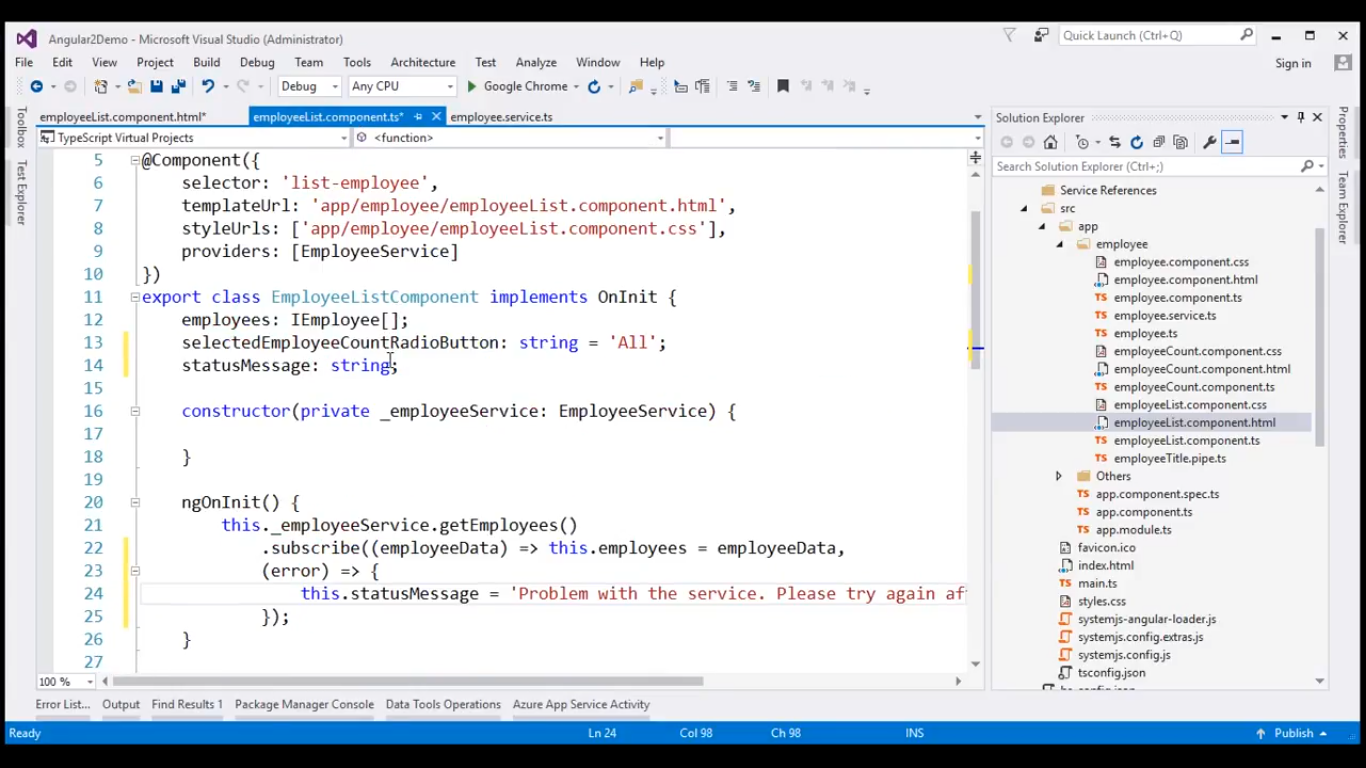 Angular2Demo - Microsoft Visual Studio (Administrator)
Quick Launch (Ctrl+Q)
File Edit View Project Build Debug Team Tools Architecture Test Analyze Window Help
Sign in
Debug Any CPU Google Chrome
employeeList.component.html* employeeList.component.ts* employee.service.ts
TypeScript Virtual Projects <function>
Toolbox
Test Explorer
5 @Component({
6 selector: 'list-employee',
7 templateUrl: 'app/employee/employeeList.component.html',
8 styleUrls: ['app/employee/employeeList.component.css'],
9 providers: [EmployeeService]
10 })
11 export class EmployeeListComponent implements OnInit {
12 employees: IEmployee[];
13 selectedEmployeeCountRadioButton: string = 'All';
14 statusMessage: string;
15
16 constructor(private _employeeService: EmployeeService) {
17
18 }
19
20 ngOnInit() {
21 this._employeeService.getEmployees()
22 .subscribe((employeeData) => this.employees = employeeData,
23 (error) => {
24 this.statusMessage = 'Problem with the service. Please try again af
25 });
26 }
27
100 %
Solution Explorer
Search Solution Explorer (Ctrl+;)
Service References
src
app
employee
employee.component.css
employee.component.html
TS employee.component.ts
TS employee.service.ts
TS employee.ts
employeeCount.component.css
employeeCount.component.html
TS employeeCount.component.ts
employeeList.component.css
employeeList.component.html
TS employeeList.component.ts
TS employeeTitle.pipe.ts
Others
TS app.component.spec.ts
TS app.component.ts
TS app.module.ts
favicon.ico
index.html
TS main.ts
styles.css
systemjs-angular-loader.js
systemjs.config.extras.js
systemjs.config.js
tsconfig.json
Properties
Team Explorer
Error List... Output Find Results 1 Package Manager Console Data Tools Operations Azure App Service Activity
Ready Ln 24 Col 98 Ch 98 INS Publish